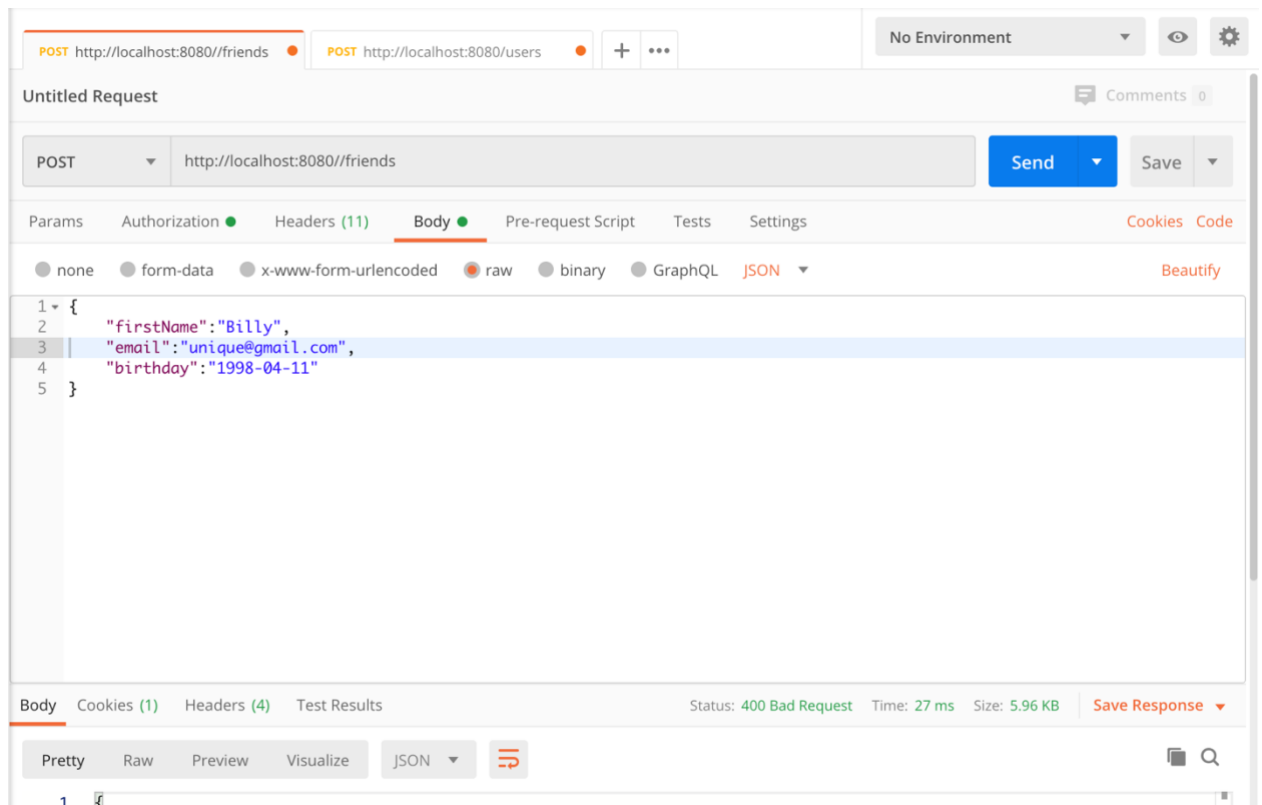 POST http://localhost:8080//friends POST http://localhost:8080/users + ••• No Environment
Untitled Request Comments 0
POST http://localhost:8080//friends Send Save
Params Authorization Headers (11) Body Pre-request Script Tests Settings Cookies Code
none form-data x-www-form-urlencoded raw binary GraphQL JSON Beautify
1 {
2 "firstName":"Billy",
3 "email":"unique@gmail.com",
4 "birthday":"1998-04-11"
5 }
Body Cookies (1) Headers (4) Test Results Status: 400 Bad Request Time: 27 ms Size: 5.96 KB Save Response
Pretty Raw Preview Visualize JSON
1 {